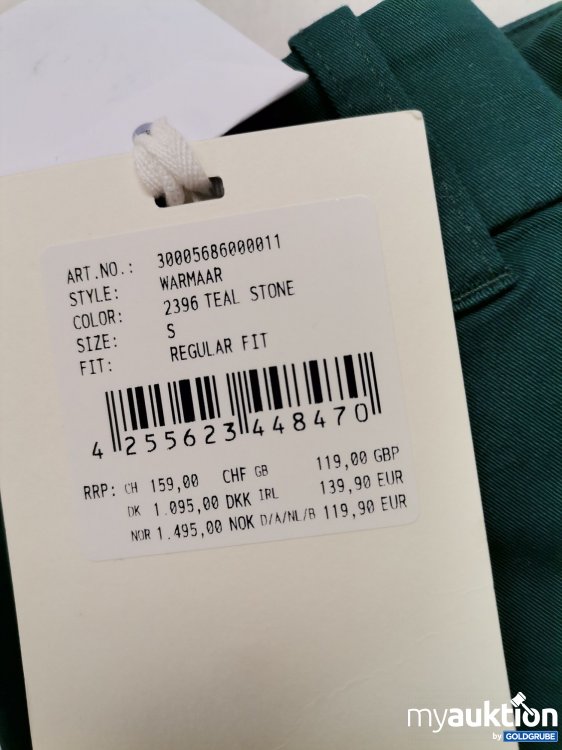 ART.NO.: 30005686000011
STYLE: WARMAAR
COLOR: 2396 TEAL STONE
SIZE: S
FIT: REGULAR FIT
4 255623 448470
RRP: CH 159,00 CHF GB 119,00 GBP
DK 1.095,00 DKK IRL 139,90 EUR
NOR 1.495,00 NOK D/A/NL/B 119,90 EUR
myauktion
by GOLDGRUBE